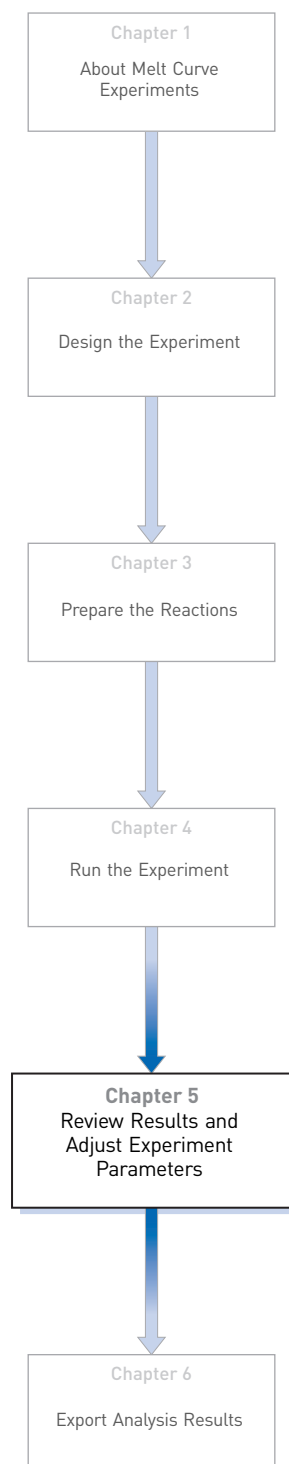 Chapter 1
About Melt Curve
Experiments
Chapter 2
Design the Experiment
Chapter 3
Prepare the Reactions
Chapter 4
Run the Experiment
Chapter 5
Review Results and
Adjust Experiment
Parameters
Chapter 6
Export Analysis Results